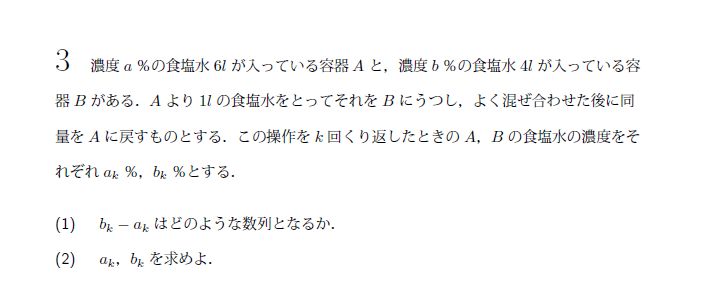 3 濃度 a %の食塩水 6l が入っている容器 A と，濃度 b %の食塩水 4l が入っている容
器 B がある．A より 1l の食塩水をとってそれを B にうつし，よく混ぜ合わせた後に同
量を A に戻すものとする．この操作を k 回くり返したときの A，B の食塩水の濃度をそ
れぞれ aₖ %，bₖ %とする．
(1) bₖ − aₖ はどのような数列となるか．
(2) aₖ，bₖ を求めよ．